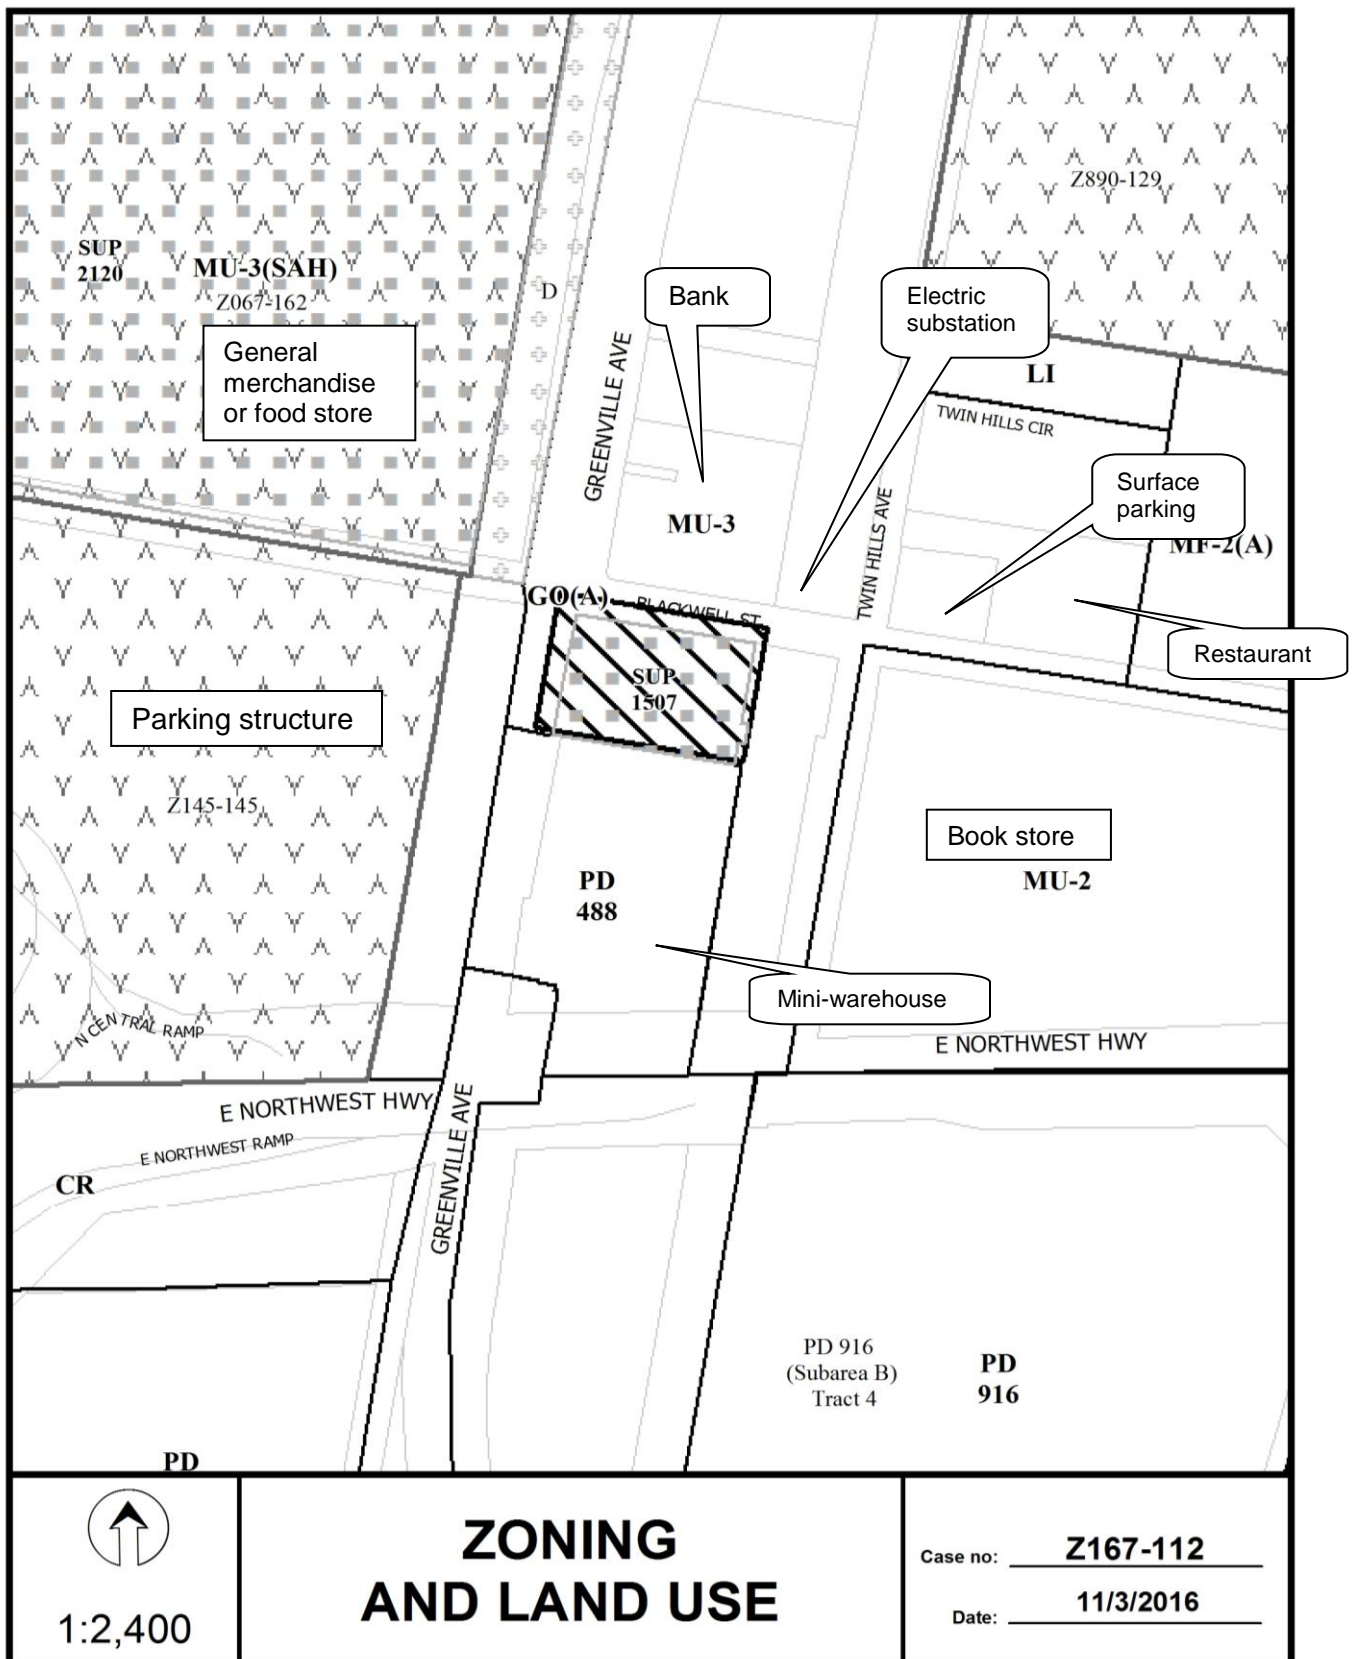 Z890-129
SUP
2120
MU-3(SAH)
Z067-162
D
General
merchandise
or food store
Bank
Electric
substation
GREENVILLE AVE
LI
TWIN HILLS CIR
Surface
parking
MU-3
MF-2(A)
TWIN HILLS AVE
GO(A)
BLACKWELL ST
Restaurant
SUP
1507
Parking structure
Z145-145
Book store
MU-2
PD
488
Mini-warehouse
N CENTRAL RAMP
E NORTHWEST HWY
E NORTHWEST HWY
GREENVILLE AVE
E NORTHWEST RAMP
CR
PD 916
(Subarea B)
Tract 4
PD
916
PD
1:2,400
ZONING
AND LAND USE
Case no: Z167-112
Date: 11/3/2016